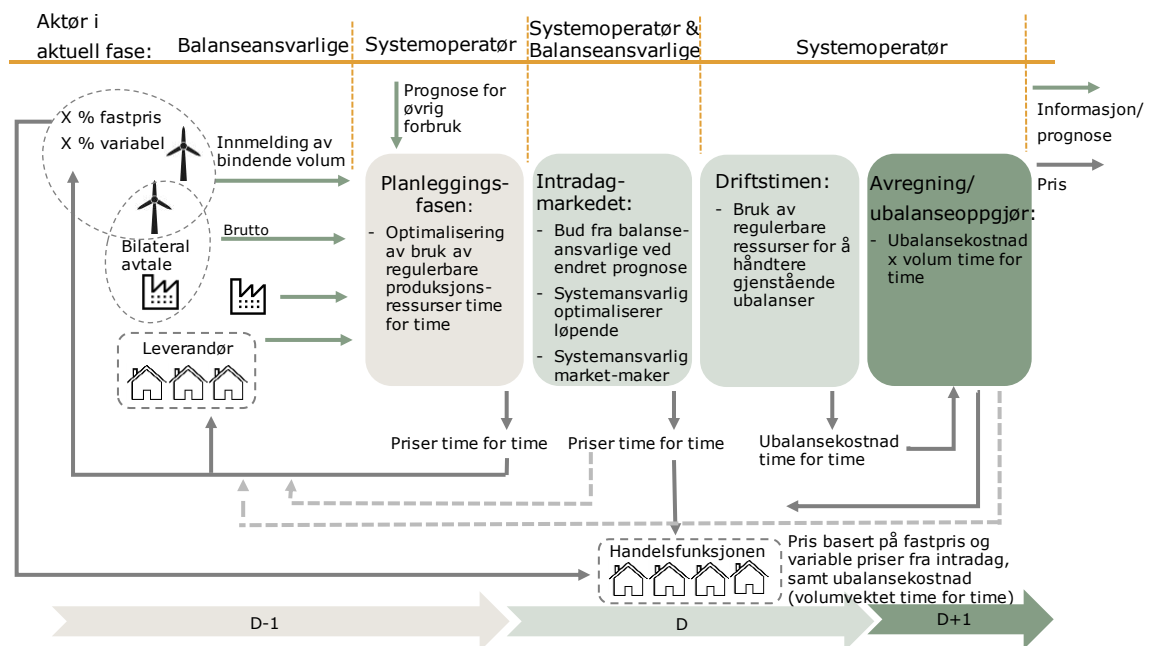 Aktør i
aktuell fase:
Balanseansvarlige
Systemoperatør
Systemoperatør &
Balanseansvarlige
Systemoperatør
X % fastpris
X % variabel
Innmelding av
bindende volum
Brutto
Bilateral
avtale
Leverandør
Prognose for
øvrig
forbruk
Planleggings-
fasen:
- Optimalisering
av bruk av
regulerbare
produksjons-
ressurser time
for time
Intradag-
markedet:
- Bud fra balanse-
ansvarlige ved
endret prognose
- Systemansvarlig
optimaliserer
løpende
- Systemansvarlig
market-maker
Driftstimen:
- Bruk av
regulerbare
ressurser for å
håndtere
gjenstående
ubalanser
Avregning/
ubalanseoppgjør:
- Ubalansekostnad
x volum time for
time
Informasjon/
prognose
Pris
Priser time for time
Priser time for time
Ubalansekostnad
time for time
Handelsfunksjonen
Pris basert på fastpris og
variable priser fra intradag,
samt ubalansekostnad
(volumvektet time for time)
D-1
D
D+1